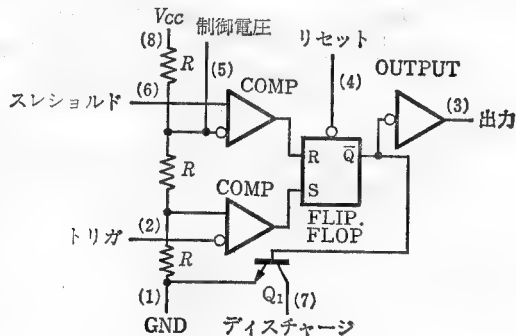 Vcc
制御電圧
リセット
(8)
R
(5)
OUTPUT
(6)
COMP
(4)
(3)
スレショルド
出力
R
R
Q̄
COMP
S
(2)
トリガ
FLIP.
FLOP
R
(1)
Q1
(7)
GND
ディスチャージ